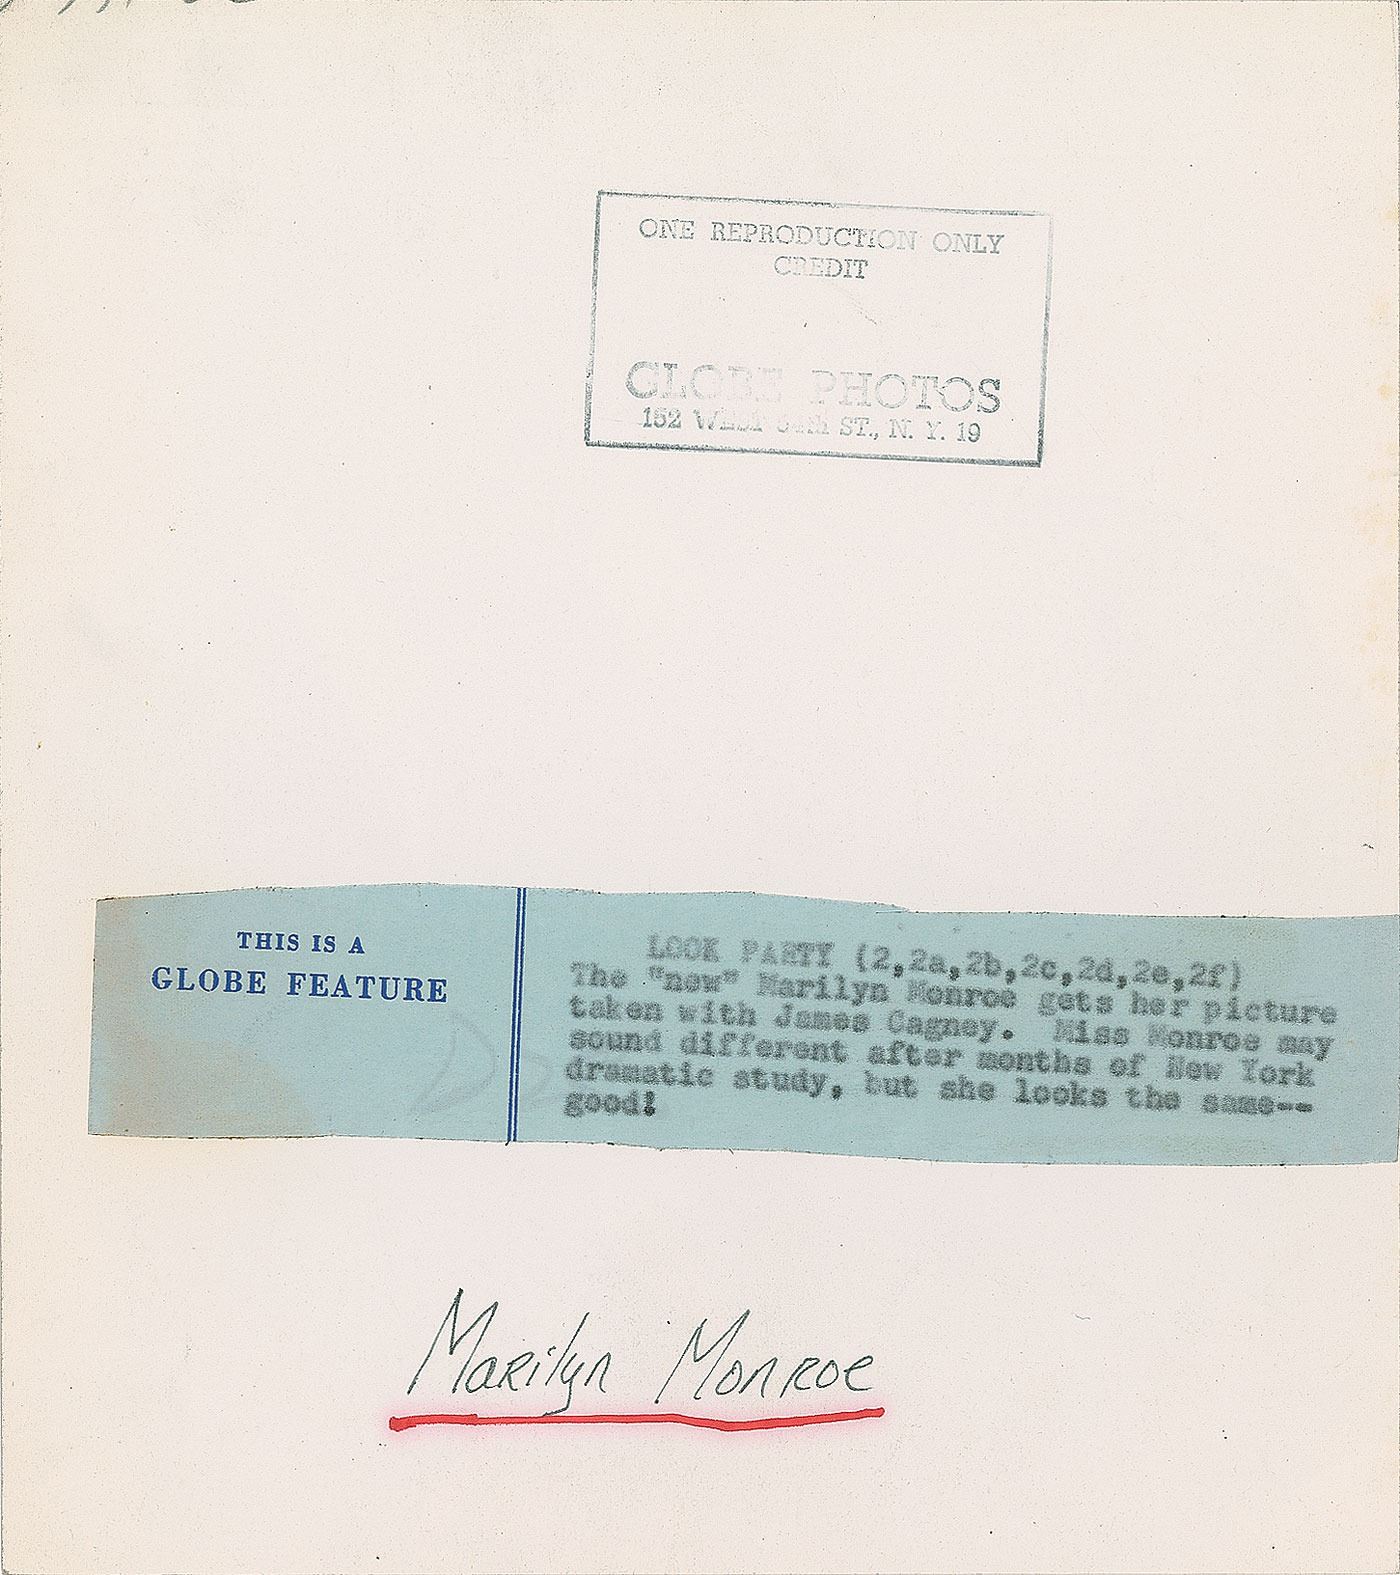 ONE REPRODUCTION ONLY
CREDIT
GLOBE PHOTOS
152 West ST., N. Y. 19
THIS IS A
GLOBE FEATURE
LOOK PARTY (2,2a,2b,2c,2d,2e,2f)
The "new" Marilyn Monroe gets her picture
taken with James Cagney. Miss Monroe may
sound different after months of New York
dramatic study, but she looks the same--
good!
Marilyn Monroe